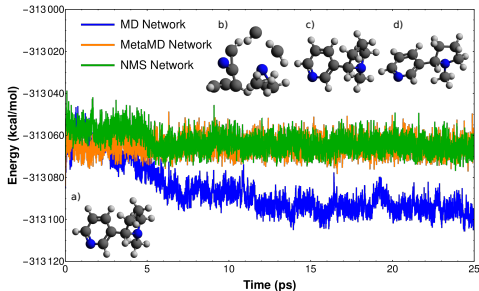 −313000
−313020
−313040
−313060
−313080
−313100
−313120
Energy (kcal/mol)
MD Network
MetaMD Network
NMS Network
b)
c)
d)
a)
0 5 10 15 20 25
Time (ps)